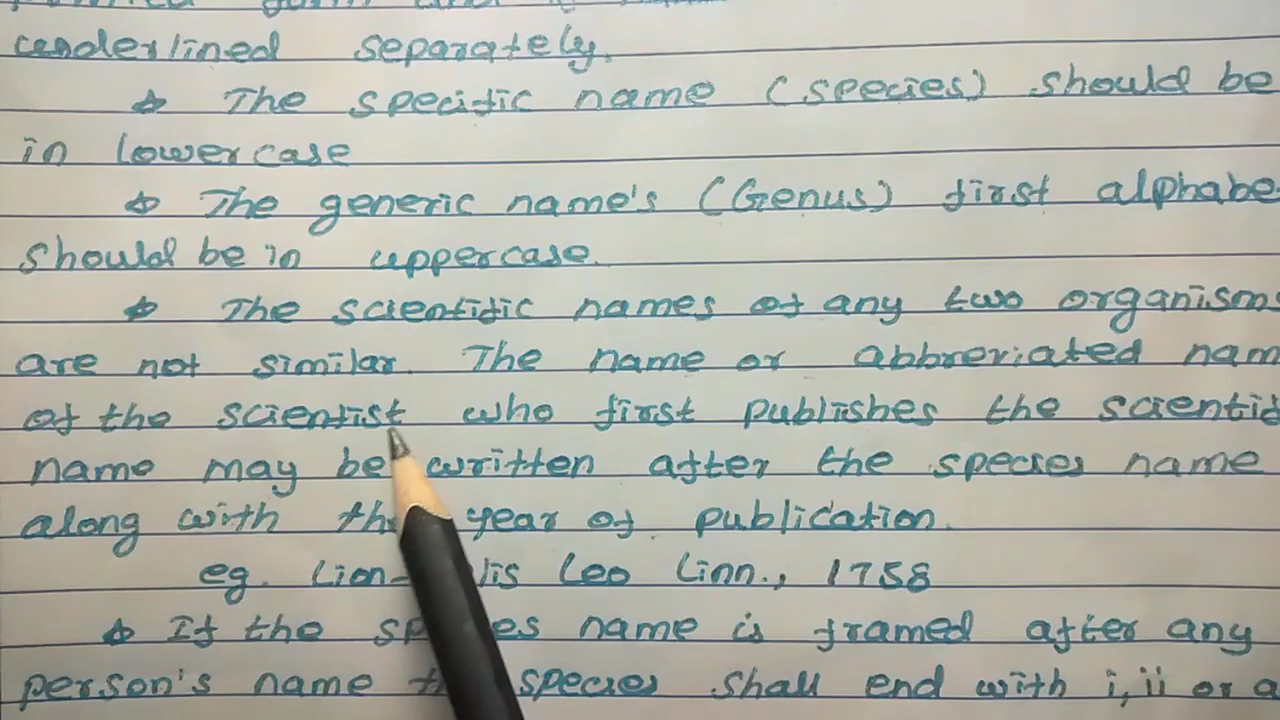 underlined separately.
☆ The specific name (species) should be
in lowercase
☆ The generic name's (Genus) first alphabe
should be in uppercase.
☆ The scientific names of any two organisms
are not similar. The name or abbreviated nam
of the scientist who first publishes the scientif
name may be written after the species name
along with the year of publication.
eg. Lion- lis Leo Linn., 1758
☆ If the species name is framed after any
person's name the species shall end with i, ii or a